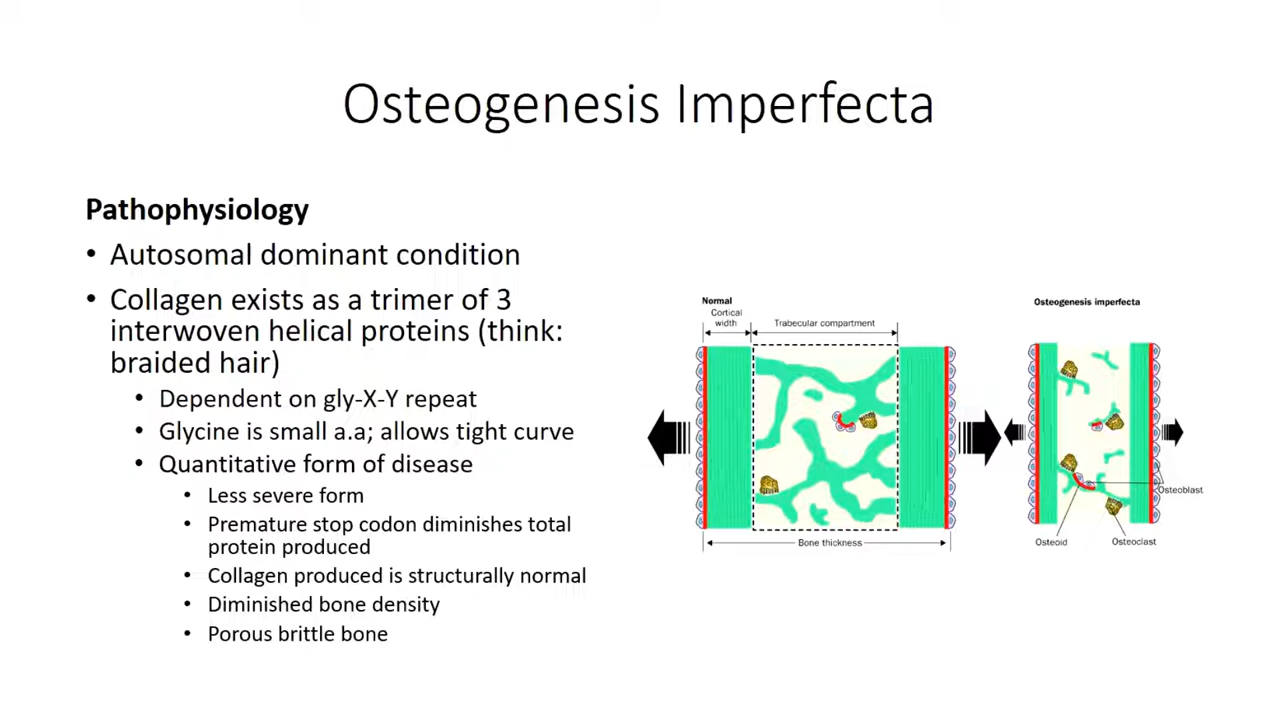 Osteogenesis Imperfecta
Pathophysiology
• Autosomal dominant condition
• Collagen exists as a trimer of 3
interwoven helical proteins (think:
braided hair)
• Dependent on gly-X-Y repeat
• Glycine is small a.a; allows tight curve
• Quantitative form of disease
• Less severe form
• Premature stop codon diminishes total
protein produced
• Collagen produced is structurally normal
• Diminished bone density
• Porous brittle bone
Normal
Cortical
width
Trabecular compartment
Bone thickness
Osteogenesis imperfecta
Osteoblast
Osteoid
Osteoclast